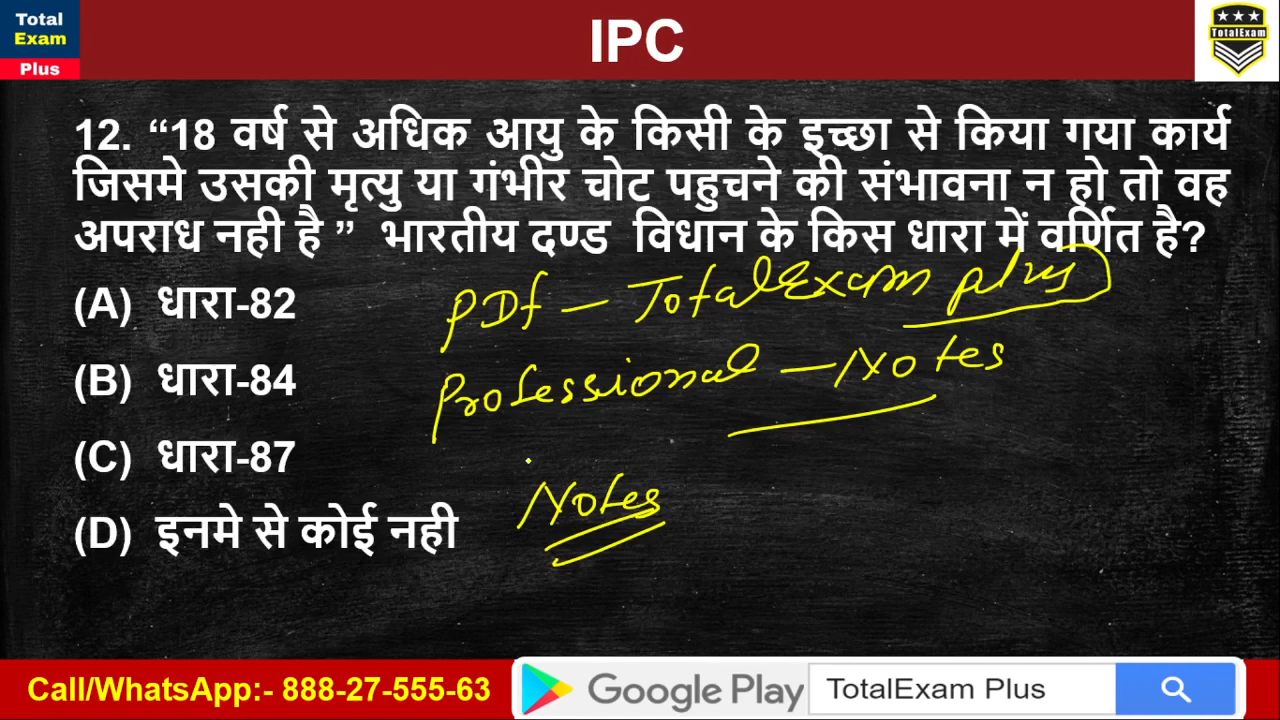 Total
Exam
Plus
IPC
TotalExam
12. “18 वर्ष से अधिक आयु के किसी के इच्छा से किया गया कार्य
जिसमे उसकी मृत्यु या गंभीर चोट पहुचने की संभावना न हो तो वह
अपराध नही है ” भारतीय दण्ड विधान के किस धारा में वर्णित है?
(A) धारा-82
PDf – TotalExam plus
(B) धारा-84
Professional – Notes
(C) धारा-87
Notes
(D) इनमे से कोई नही
Call/WhatsApp:- 888-27-555-63
Google Play
TotalExam Plus